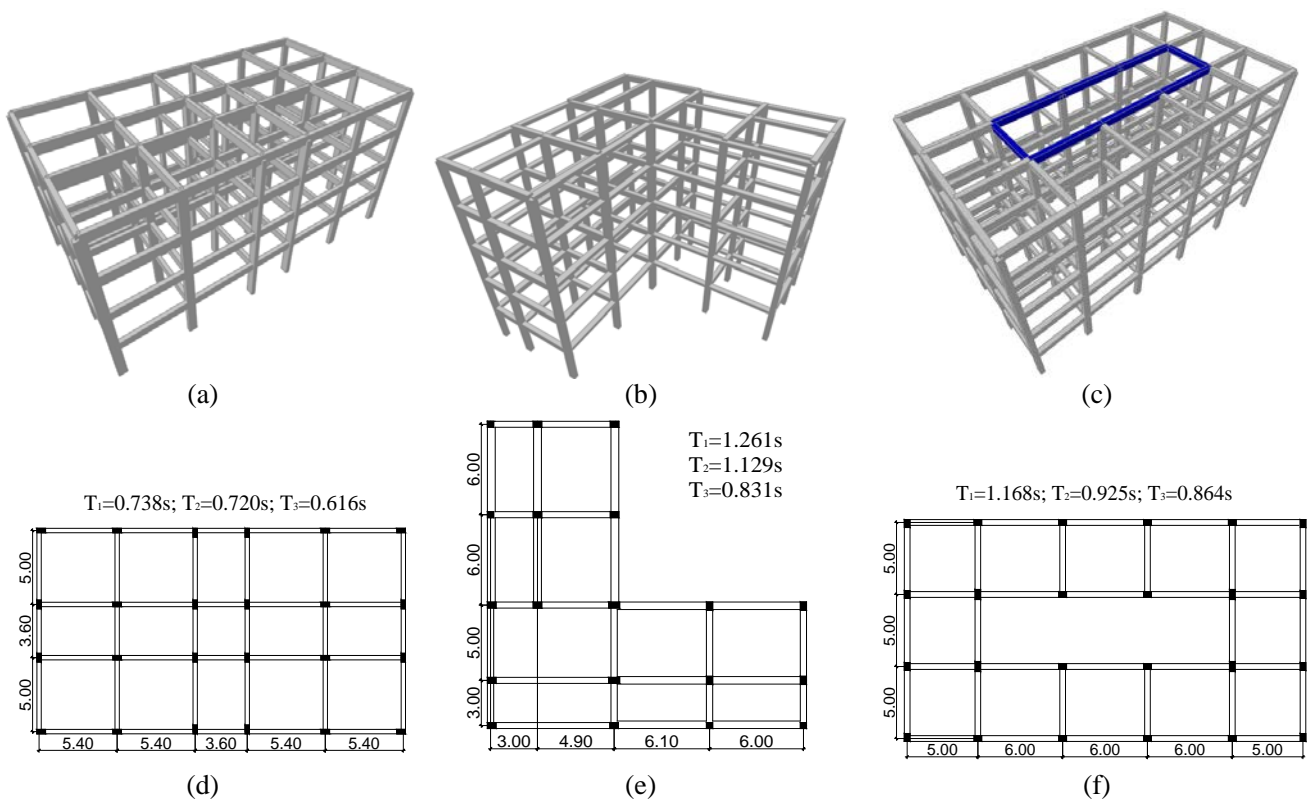 (a)
(b)
(c)
T₁=0.738s; T₂=0.720s; T₃=0.616s
5.00
3.60
5.00
5.40 5.40 3.60 5.40 5.40
(d)
T₁=1.261s
T₂=1.129s
T₃=0.831s
6.00
6.00
5.00
3.00
3.00 4.90 6.10 6.00
(e)
T₁=1.168s; T₂=0.925s; T₃=0.864s
5.00
5.00
5.00
5.00 6.00 6.00 6.00 5.00
(f)